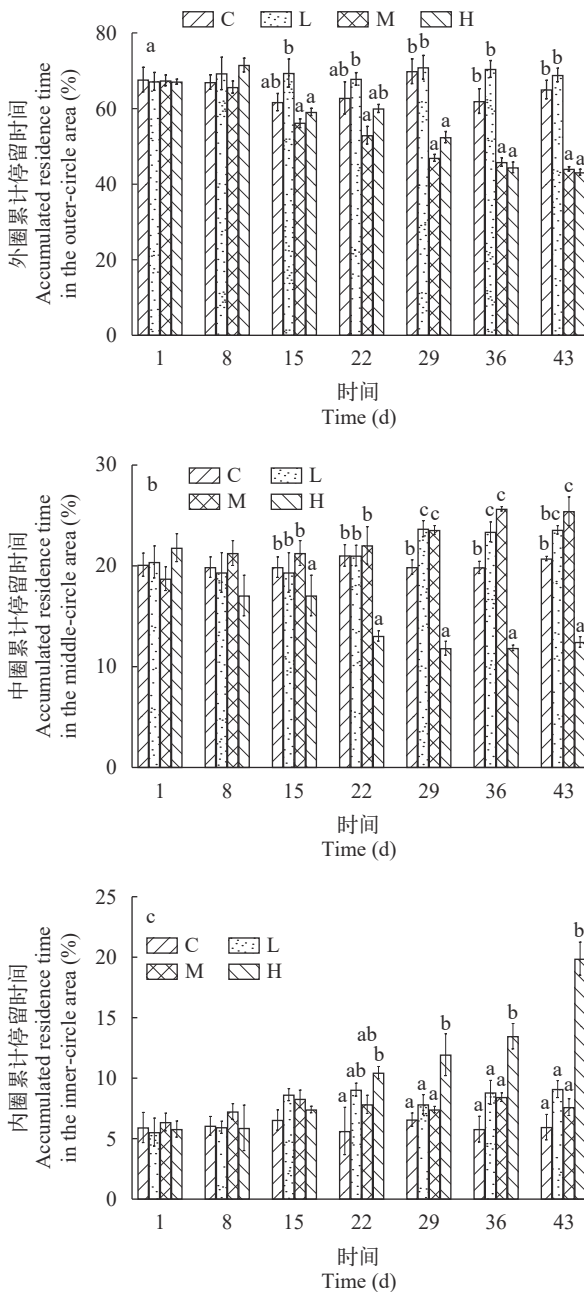 C L M H
a
外圈累计停留时间
Accumulated residence time
in the outer-circle area (%)
80
60
40
20
0
ab b a a
ab b a ab
b b a a
b b a a
b b a a
1 8 15 22 29 36 43
时间
Time (d)
b
C L
M H
中圈累计停留时间
Accumulated residence time
in the middle-circle area (%)
30
20
10
0
b b b a
b b b a
b c c a
b c c a
b bc c a
1 8 15 22 29 36 43
时间
Time (d)
c
C L
M H
内圈累计停留时间
Accumulated residence time
in the inner-circle area (%)
25
20
15
10
5
0
a ab ab b
a a a b
a a a b
a a a b
1 8 15 22 29 36 43
时间
Time (d)